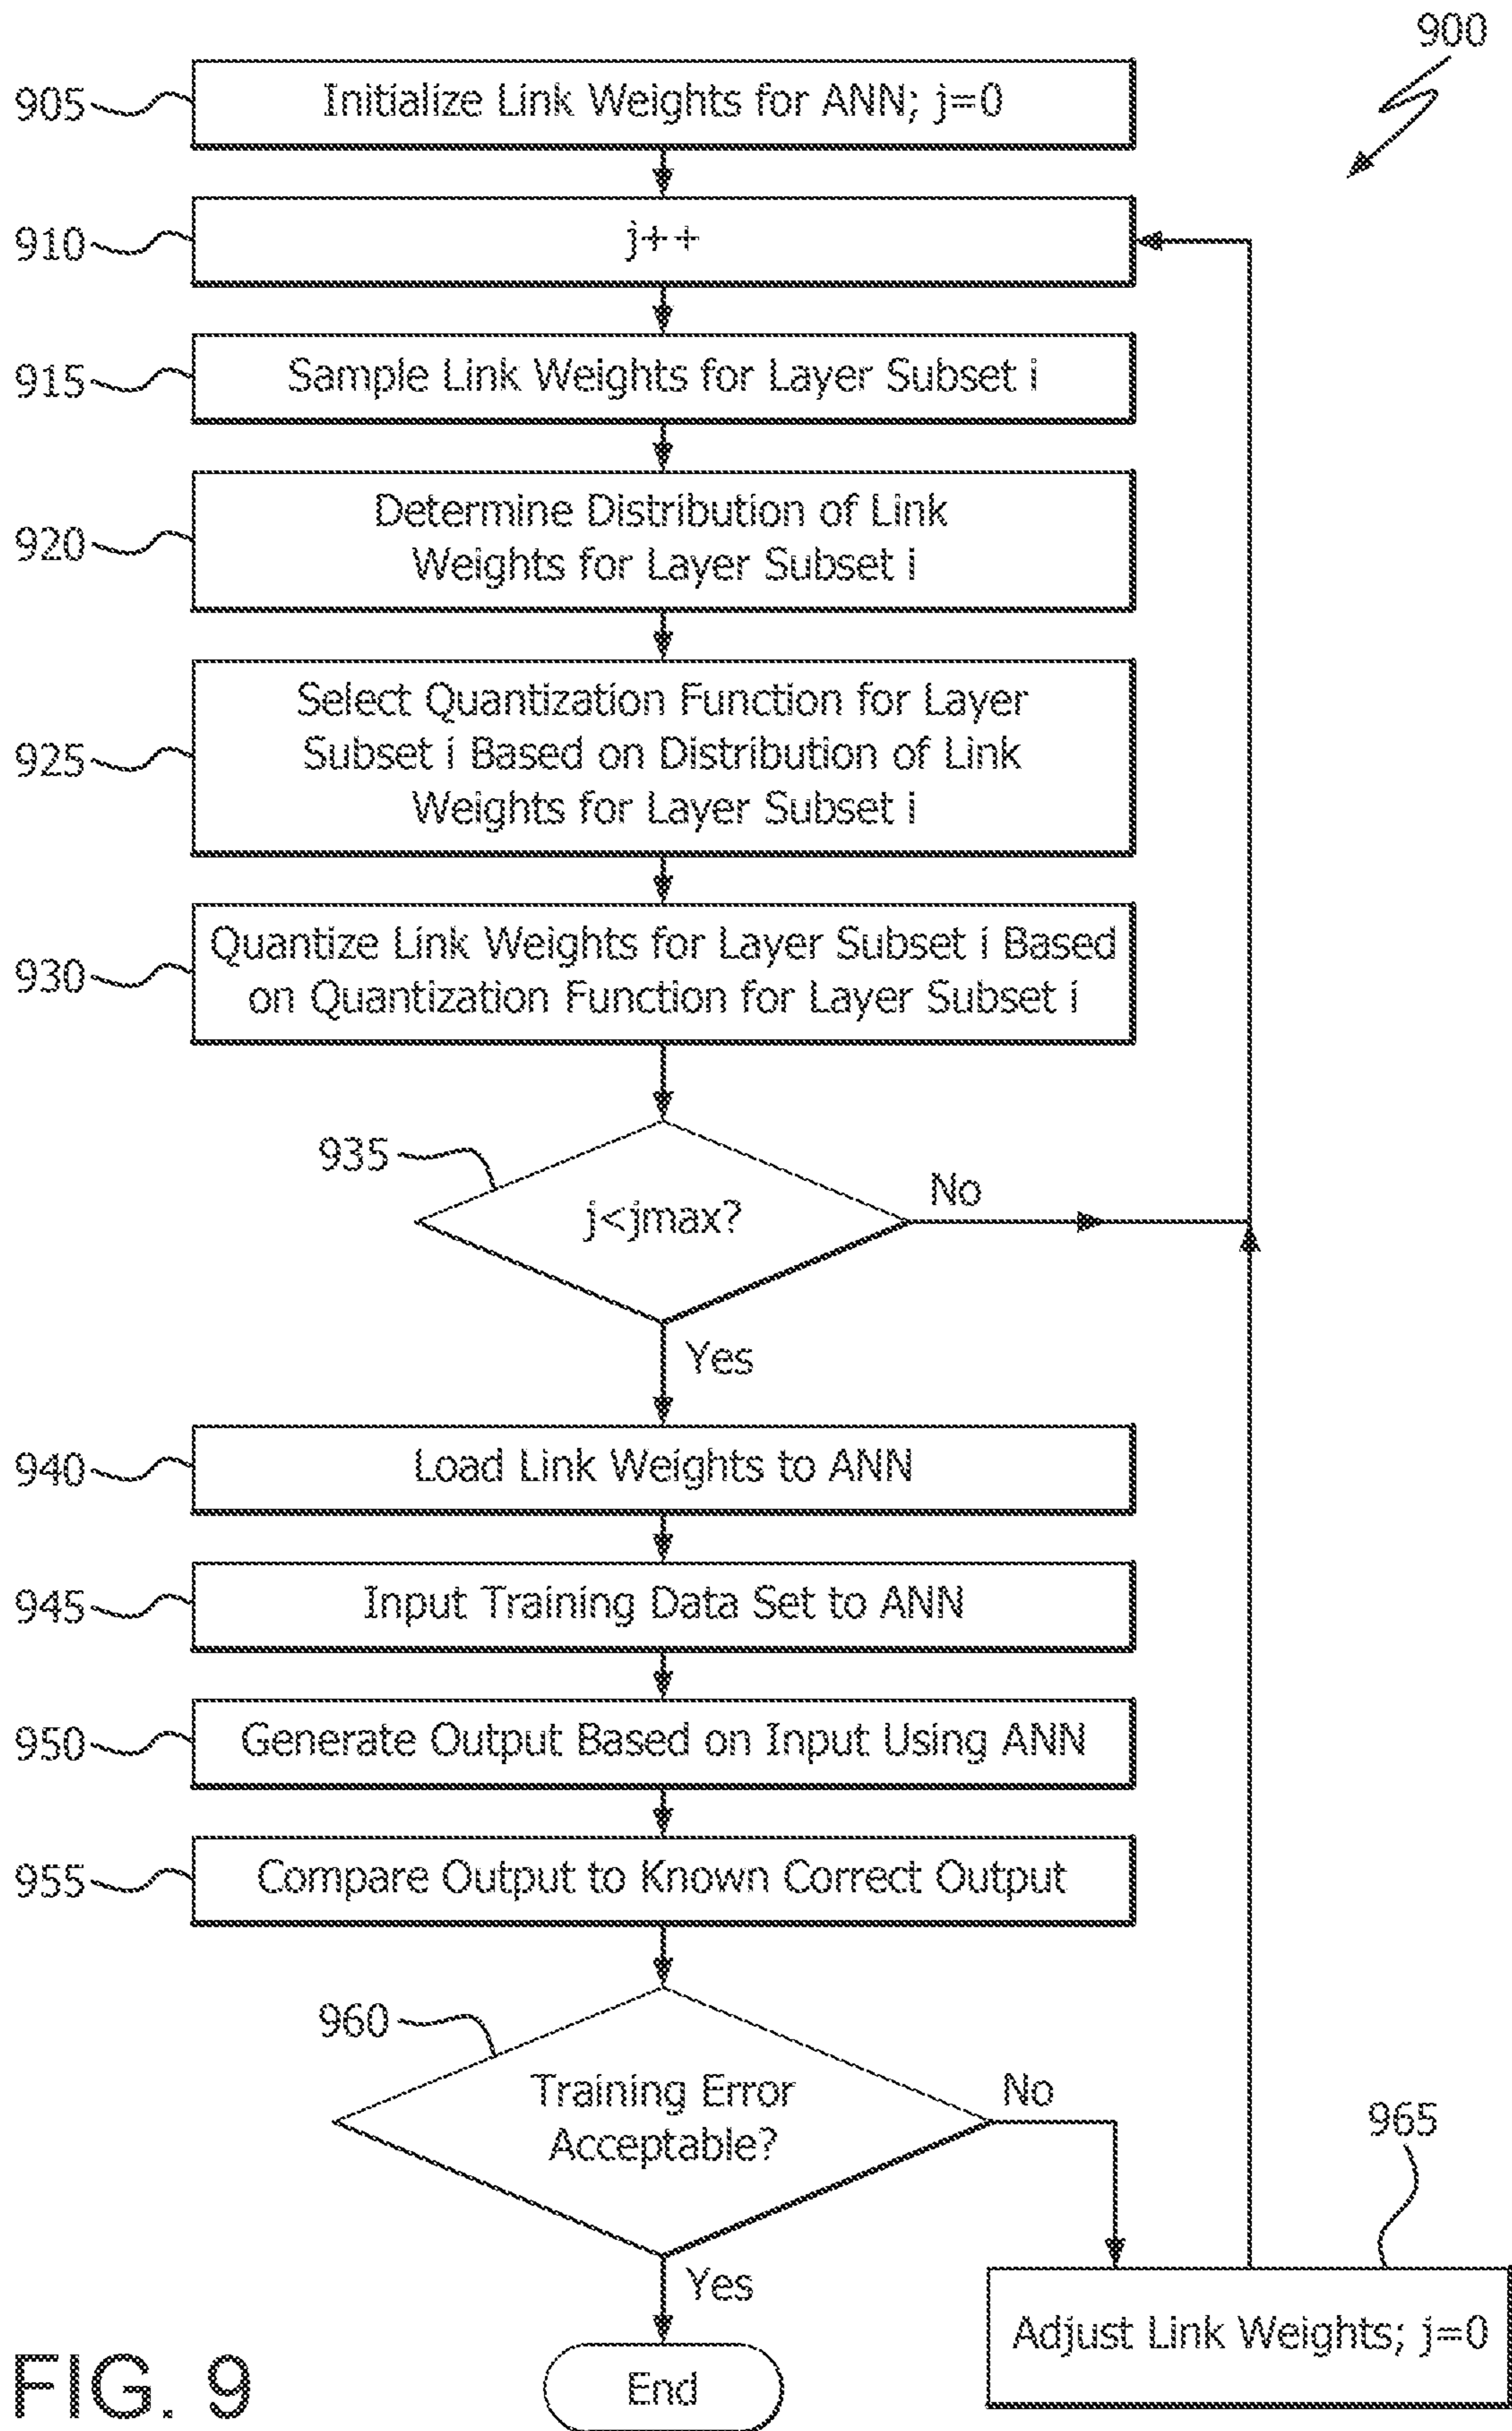 900
905
Initialize Link Weights for ANN; j=0
910
j++
915
Sample Link Weights for Layer Subset i
920
Determine Distribution of Link
Weights for Layer Subset i
925
Select Quantization Function for Layer
Subset i Based on Distribution of Link
Weights for Layer Subset i
930
Quantize Link Weights for Layer Subset i Based
on Quantization Function for Layer Subset i
935
j<jmax?
No
Yes
940
Load Link Weights to ANN
945
Input Training Data Set to ANN
950
Generate Output Based on Input Using ANN
955
Compare Output to Known Correct Output
960
Training Error
Acceptable?
No
965
Yes
Adjust Link Weights; j=0
End
FIG. 9